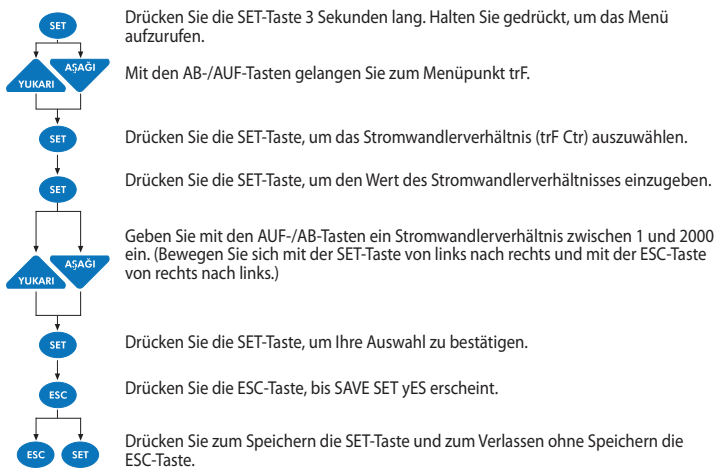 SET
Drücken Sie die SET-Taste 3 Sekunden lang. Halten Sie gedrückt, um das Menü
aufzurufen.
YUKARI
AŞAĞI
Mit den AB-/AUF-Tasten gelangen Sie zum Menüpunkt trF.
SET
Drücken Sie die SET-Taste, um das Stromwandlerverhältnis (trF Ctr) auszuwählen.
SET
Drücken Sie die SET-Taste, um den Wert des Stromwandlerverhältnisses einzugeben.
YUKARI
AŞAĞI
Geben Sie mit den AUF-/AB-Tasten ein Stromwandlerverhältnis zwischen 1 und 2000
ein. (Bewegen Sie sich mit der SET-Taste von links nach rechts und mit der ESC-Taste
von rechts nach links.)
SET
Drücken Sie die SET-Taste, um Ihre Auswahl zu bestätigen.
ESC
Drücken Sie die ESC-Taste, bis SAVE SET yES erscheint.
ESC
SET
Drücken Sie zum Speichern die SET-Taste und zum Verlassen ohne Speichern die
ESC-Taste.